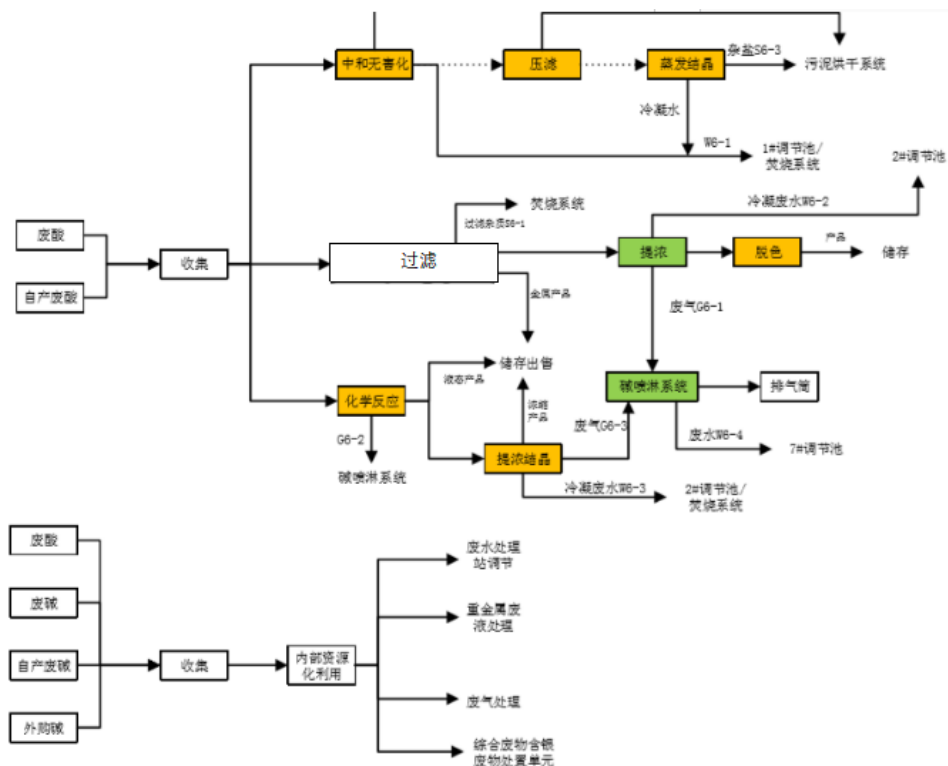 中和无害化
压滤
蒸发结晶
杂盐S6-3
污泥烘干系统
冷凝水
W6-1
1#调节池/
焚烧系统
2#调节池
冷凝废水W6-2
焚烧系统
过滤杂质S6-1
废酸
自产废酸
收集
过滤
提浓
脱色
产品
储存
金属产品
废气G6-1
储存出售
液态产品
浓缩
产品
碱喷淋系统
排气筒
化学反应
G6-2
碱喷淋系统
提浓结晶
废气G6-3
废水W6-4
7#调节池
冷凝废水W6-3
2#调节池/
焚烧系统
废酸
废碱
自产废碱
外购碱
收集
内部资源
化利用
废水处理
站调节
重金属废
液处理
废气处理
综合废物含银
废物处置单元